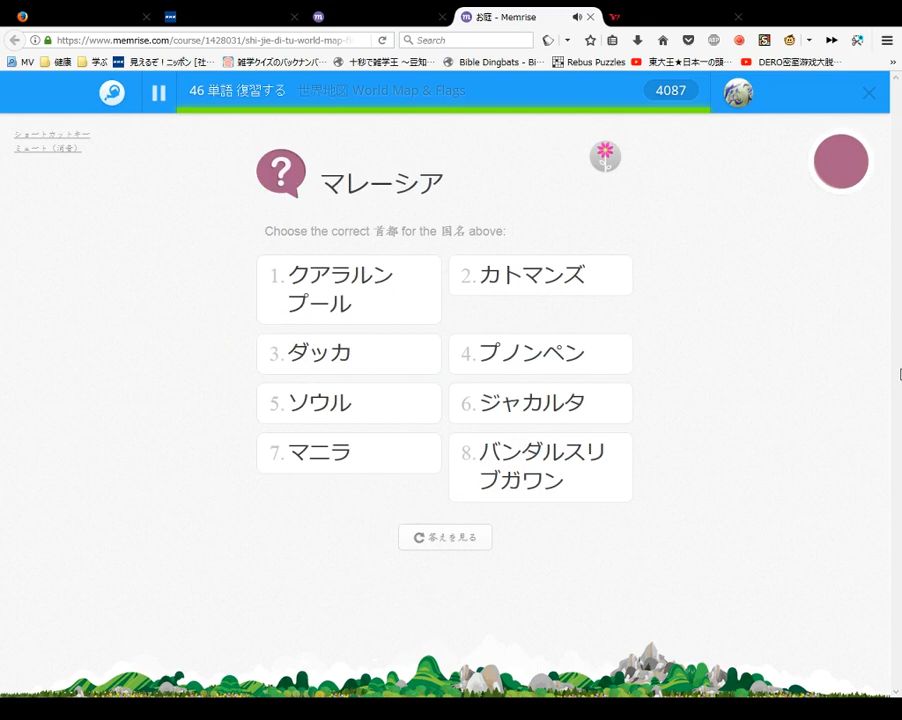 お庭 - Memrise
https://www.memrise.com/course/1428031/shi-jie-di-tu-world-map-fl
Search
MV 健康 学ぶ 見えるぞ！ニッポン [社… 雑学クイズのバックナンバ… 十秒で雑学王 〜豆知… Bible Dingbats - Bi… Rebus Puzzles 東大王★日本一の頭… DERO密室游戏大脱…
46 単語 復習する 世界地図 World Map & Flags 4087
ショートカットキー
ミュート（消音）
?
マレーシア
Choose the correct 首都 for the 国名 above:
1. クアラルン
プール
2. カトマンズ
3. ダッカ
4. プノンペン
5. ソウル
6. ジャカルタ
7. マニラ
8. バンダルスリ
ブガワン
答えを見る